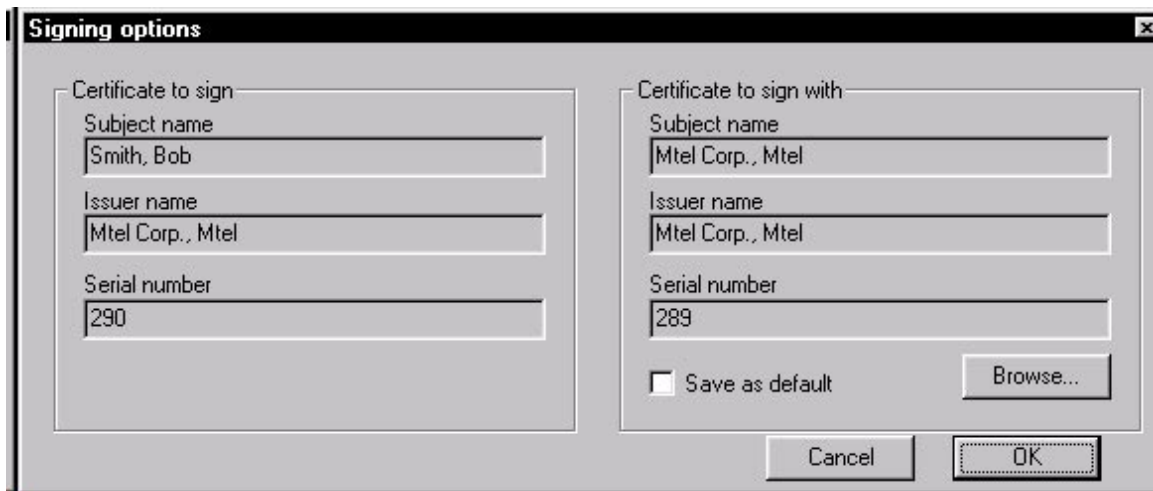 Signing options
Certificate to sign
Subject name
Smith, Bob
Issuer name
Mtel Corp., Mtel
Serial number
290
Certificate to sign with
Subject name
Mtel Corp., Mtel
Issuer name
Mtel Corp., Mtel
Serial number
289
Save as default
Browse...
Cancel
OK